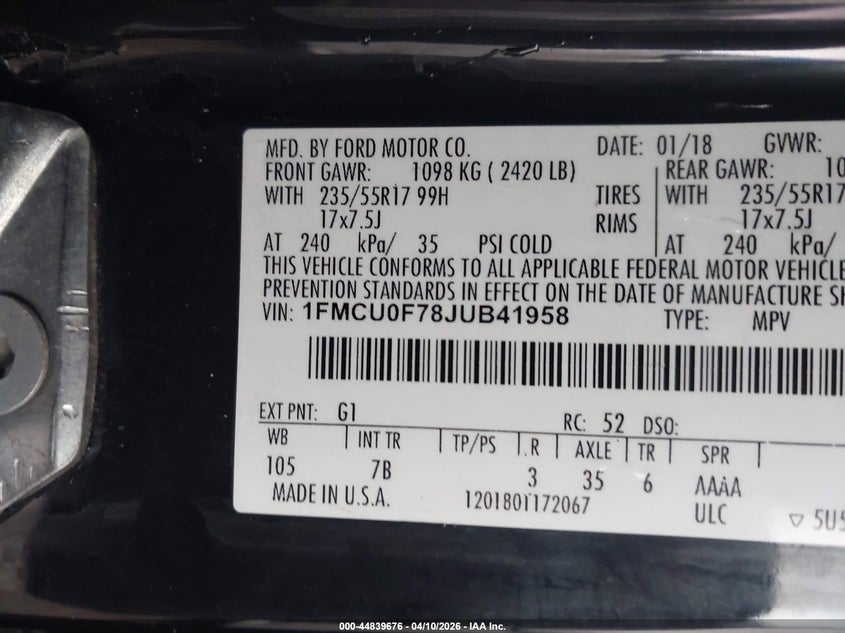 MFD. BY FORD MOTOR CO. DATE: 01/18 GVWR:
FRONT GAWR: 1098 KG ( 2420 LB) REAR GAWR: 10
WITH 235/55R17 99H TIRES WITH 235/55R17
17x7.5J RIMS 17x7.5J
AT 240 kPa/ 35 PSI COLD AT 240 kPa/
THIS VEHICLE CONFORMS TO ALL APPLICABLE FEDERAL MOTOR VEHICLE
PREVENTION STANDARDS IN EFFECT ON THE DATE OF MANUFACTURE SH
VIN: 1FMCU0F78JUB41958 TYPE: MPV
EXT PNT: G1 RC: 52 DSO:
WB INT TR TP/PS R AXLE TR SPR
105 7B 3 35 6 AAAA
MADE IN U.S.A. 1201801172067 ULC 5U5
000-44839676 — 04/10/2026 — IAA Inc.